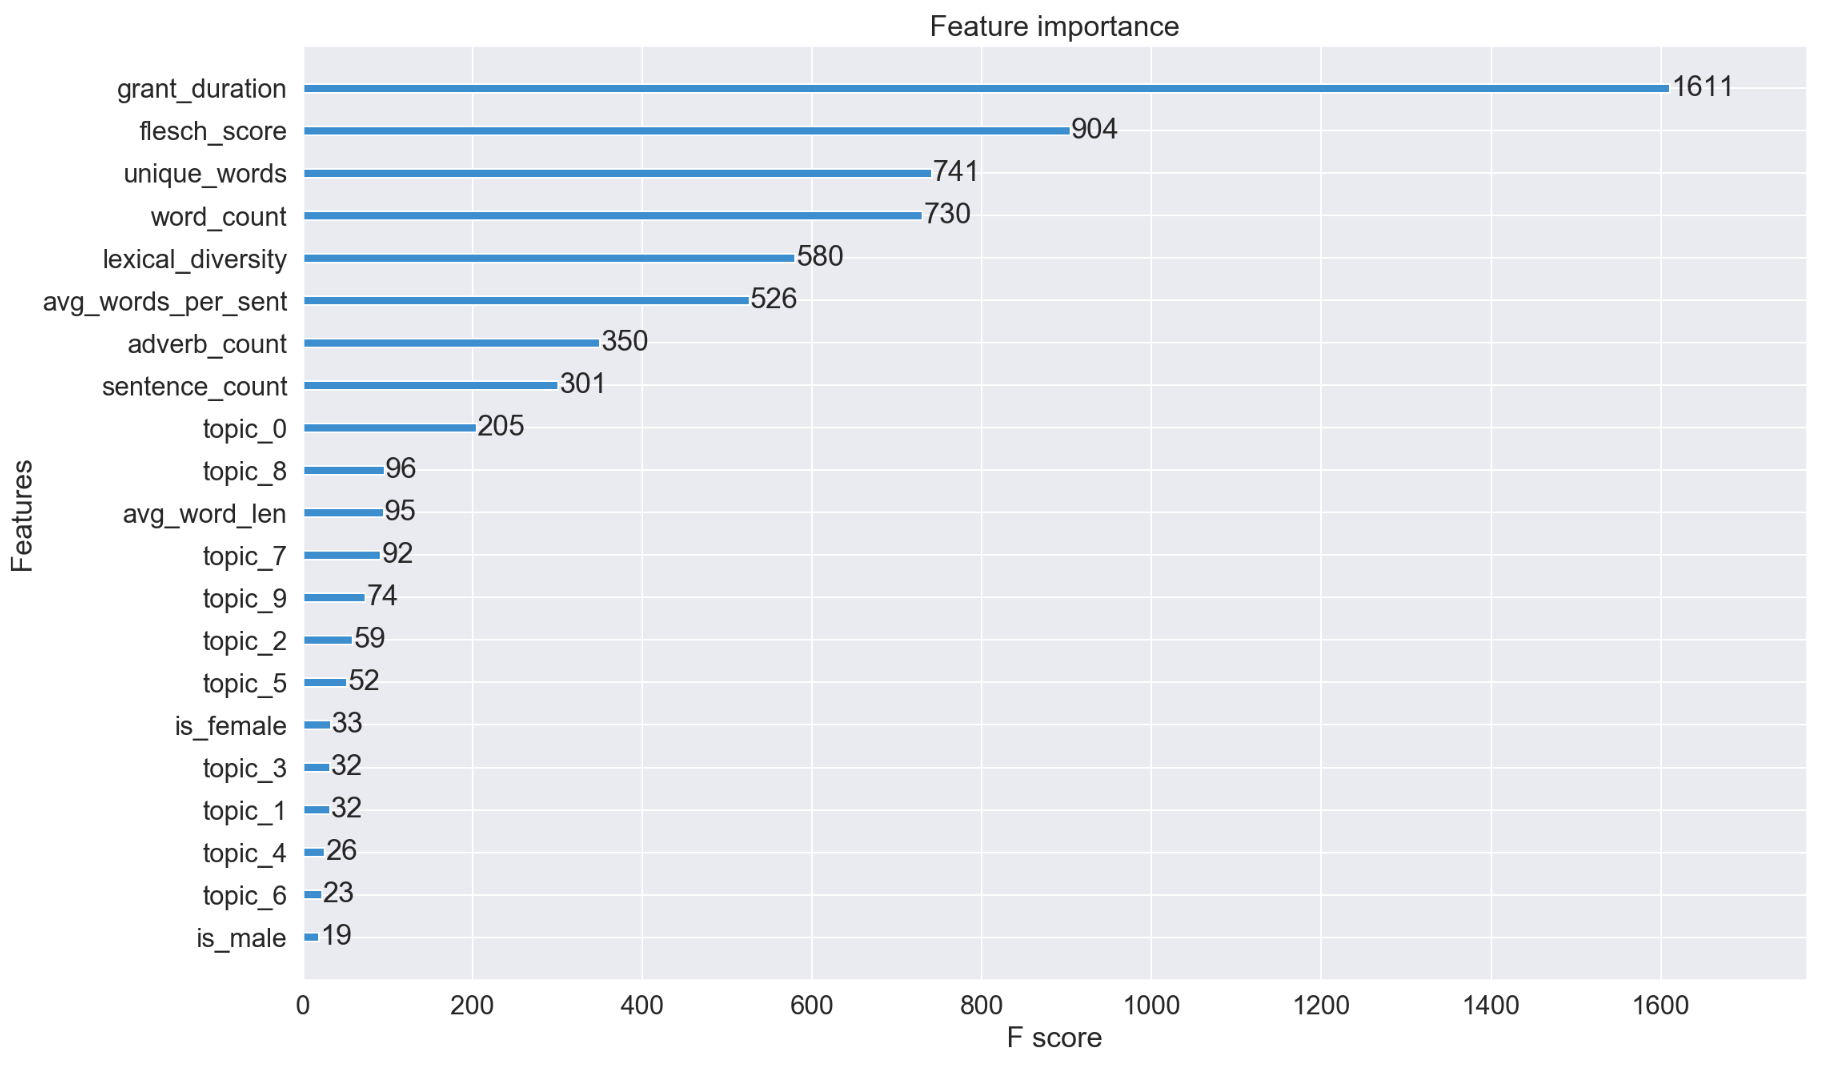 Feature importance
grant_duration 1611
flesch_score 904
unique_words 741
word_count 730
lexical_diversity 580
avg_words_per_sent 526
adverb_count 350
sentence_count 301
topic_0 205
topic_8 96
avg_word_len 95
topic_7 92
topic_9 74
topic_2 59
topic_5 52
is_female 33
topic_3 32
topic_1 32
topic_4 26
topic_6 23
is_male 19
Features
0 200 400 600 800 1000 1200 1400 1600
F score